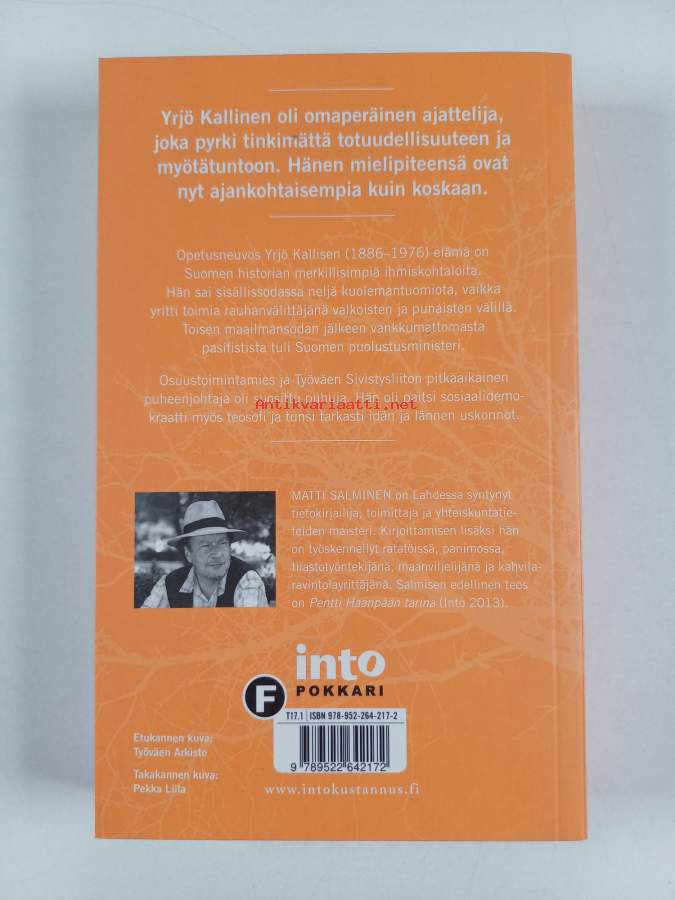 Yrjö Kallinen oli omaperäinen ajattelija,
joka pyrki tinkimättä totuudellisuuteen ja
myötätuntoon. Hänen mielipiteensä ovat
nyt ajankohtaisempia kuin koskaan.
Opetusneuvos Yrjö Kallisen (1886–1976) elämä on
Suomen historian merkillisimpiä ihmiskohtaloita.
Hän sai sisällissodassa neljä kuolemantuomiota, vaikka
yritti toimia rauhanvälittäjänä valkoisten ja punaisten välillä.
Toisen maailmansodan jälkeen vankkumattomasta
pasifistista tuli Suomen puolustusministeri.
Osuustoimintamies ja Työväen Sivistysliiton pitkäaikainen
puheenjohtaja oli suosittu puhuja. Hän oli paitsi sosiaalidemo-
Antikvariaatti.net
kraatti myös teosofi ja tunsi tarkasti idän ja lännen uskonnot.
MATTI SALMINEN on Lahdessa syntynyt
tietokirjailija, toimittaja ja yhteiskuntatie-
teiden maisteri. Kirjoittamisen lisäksi hän
on työskennellyt ratatöissä, panimossa,
tilastotyöntekijänä, maanviljelijänä ja kahvila-
ravintolayrittäjänä. Salmisen edellinen teos
on Pentti Haanpään tarina (Into 2013).
into
POKKARI
F
T17.1 ISBN 978-952-264-217-2
9 789522 642172
Etukannen kuva:
Työväen Arkisto
Takakannen kuva:
Pekka Liila
www.intokustannus.fi